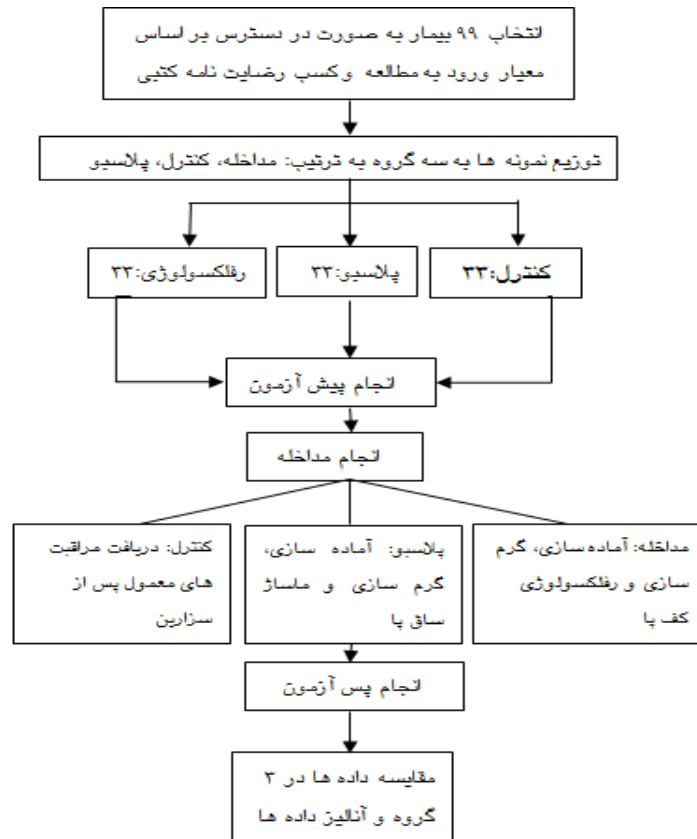 انتخاب ۹۹ بیمار به صورت در دسترس بر اساس
معیار ورود به مطالعه و کسب رضایت نامه کتبی
توزیع نمونه ها به سه گروه به ترتیب: مداخله، کنترل، پلاسبو
کنترل:۳۳
پلاسبو:۳۳
رفلکسولوژی:۳۳
انجام پیش آزمون
انجام مداخله
مداخله: آماده سازی، گرم
سازی و رفلکسولوژی
کف پا
پلاسبو: آماده سازی،
گرم سازی و ماساژ
ساق پا
کنترل: دریافت مراقبت
های معمول پس از
سزارین
انجام پس آزمون
مقایسه داده ها در ۳
گروه و آنالیز داده ها